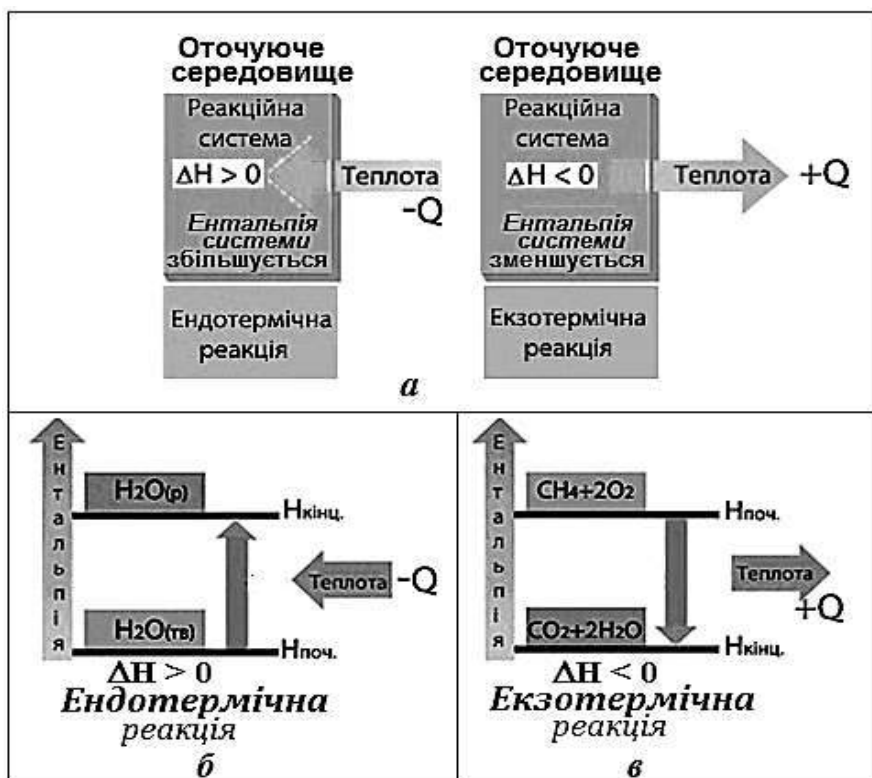 Оточуюче
середовище
Реакційна
система
ΔH > 0
Теплота
-Q
Ентальпія
системи
збільшується
Ендотермічна
реакція
Оточуюче
середовище
Реакційна
система
ΔH < 0
Теплота
+Q
Ентальпія
системи
зменшується
Екзотермічна
реакція
а
Ентальпія
H2O(р)
Hкінц.
Теплота
-Q
H2O(тв)
Hпоч.
ΔH > 0
Ендотермічна
реакція
б
Ентальпія
CH4+2O2
Hпоч.
Теплота
+Q
CO2+2H2O
Hкінц.
ΔH < 0
Екзотермічна
реакція
в